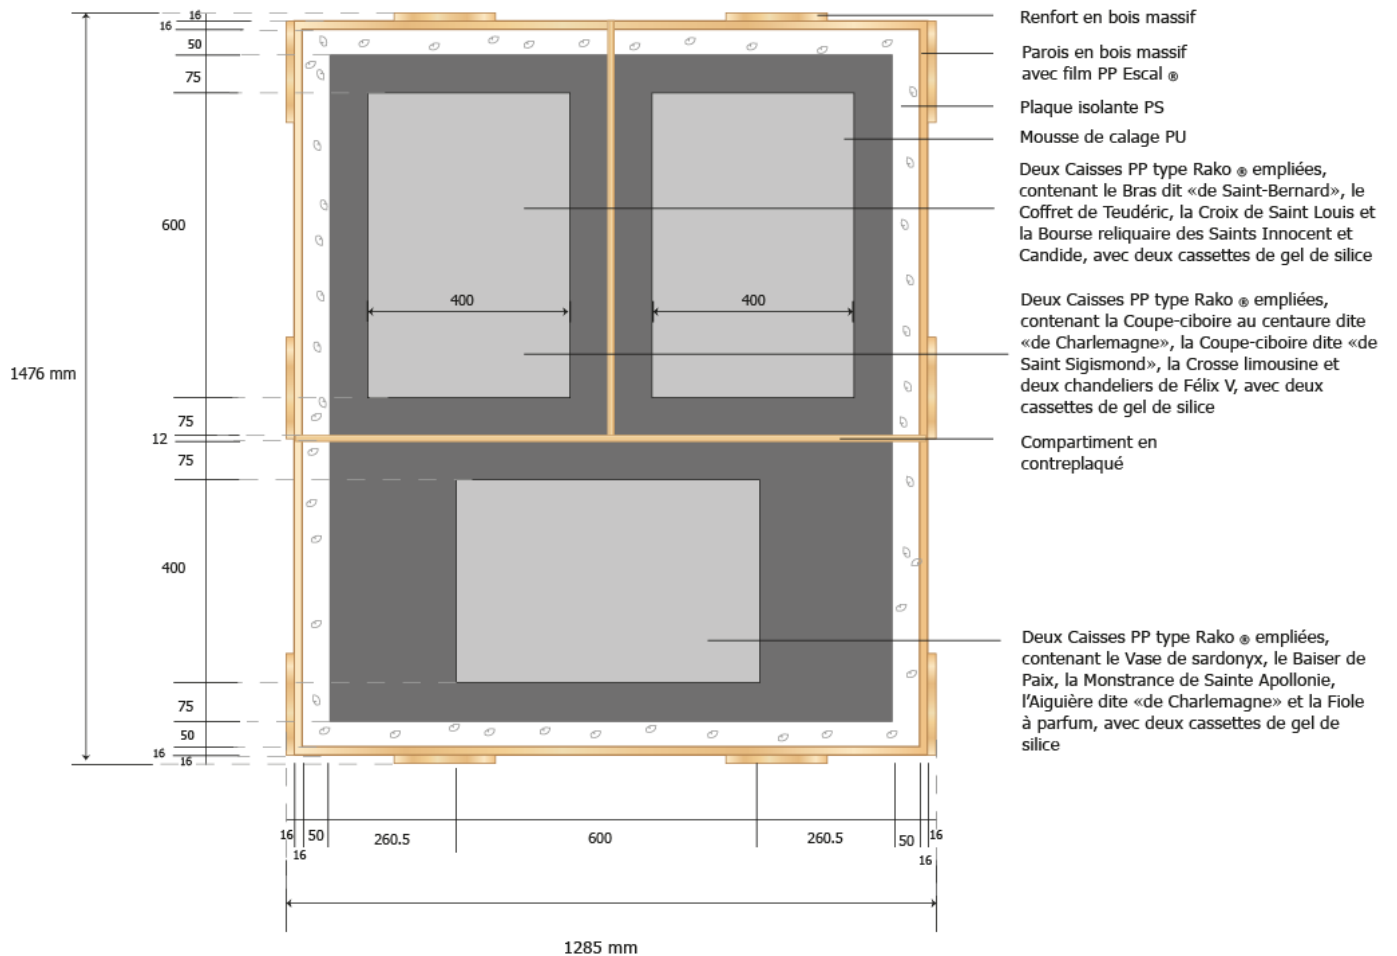 Renfort en bois massif
Parois en bois massif
avec film PP Escal ®
Plaque isolante PS
Mousse de calage PU
Deux Caisses PP type Rako ® empliées,
contenant le Bras dit «de Saint-Bernard», le
Coffret de Teudéric, la Croix de Saint Louis et
la Bourse reliquaire des Saints Innocent et
Candide, avec deux cassettes de gel de silice
Deux Caisses PP type Rako ® empliées,
contenant la Coupe-ciboire au centaure dite
«de Charlemagne», la Coupe-ciboire dite «de
Saint Sigismond», la Crosse limousine et
deux chandeliers de Félix V, avec deux
cassettes de gel de silice
Compartiment en
contreplaqué
Deux Caisses PP type Rako ® empliées,
contenant le Vase de sardonyx, le Baiser de
Paix, la Monstrance de Sainte Apollonie,
l'Aiguière dite «de Charlemagne» et la Fiole
à parfum, avec deux cassettes de gel de
silice
16
16
50
75
600
75
12
75
400
75
50
16
16
1476 mm
400
400
16
16
50
260.5
600
260.5
50
16
16
1285 mm